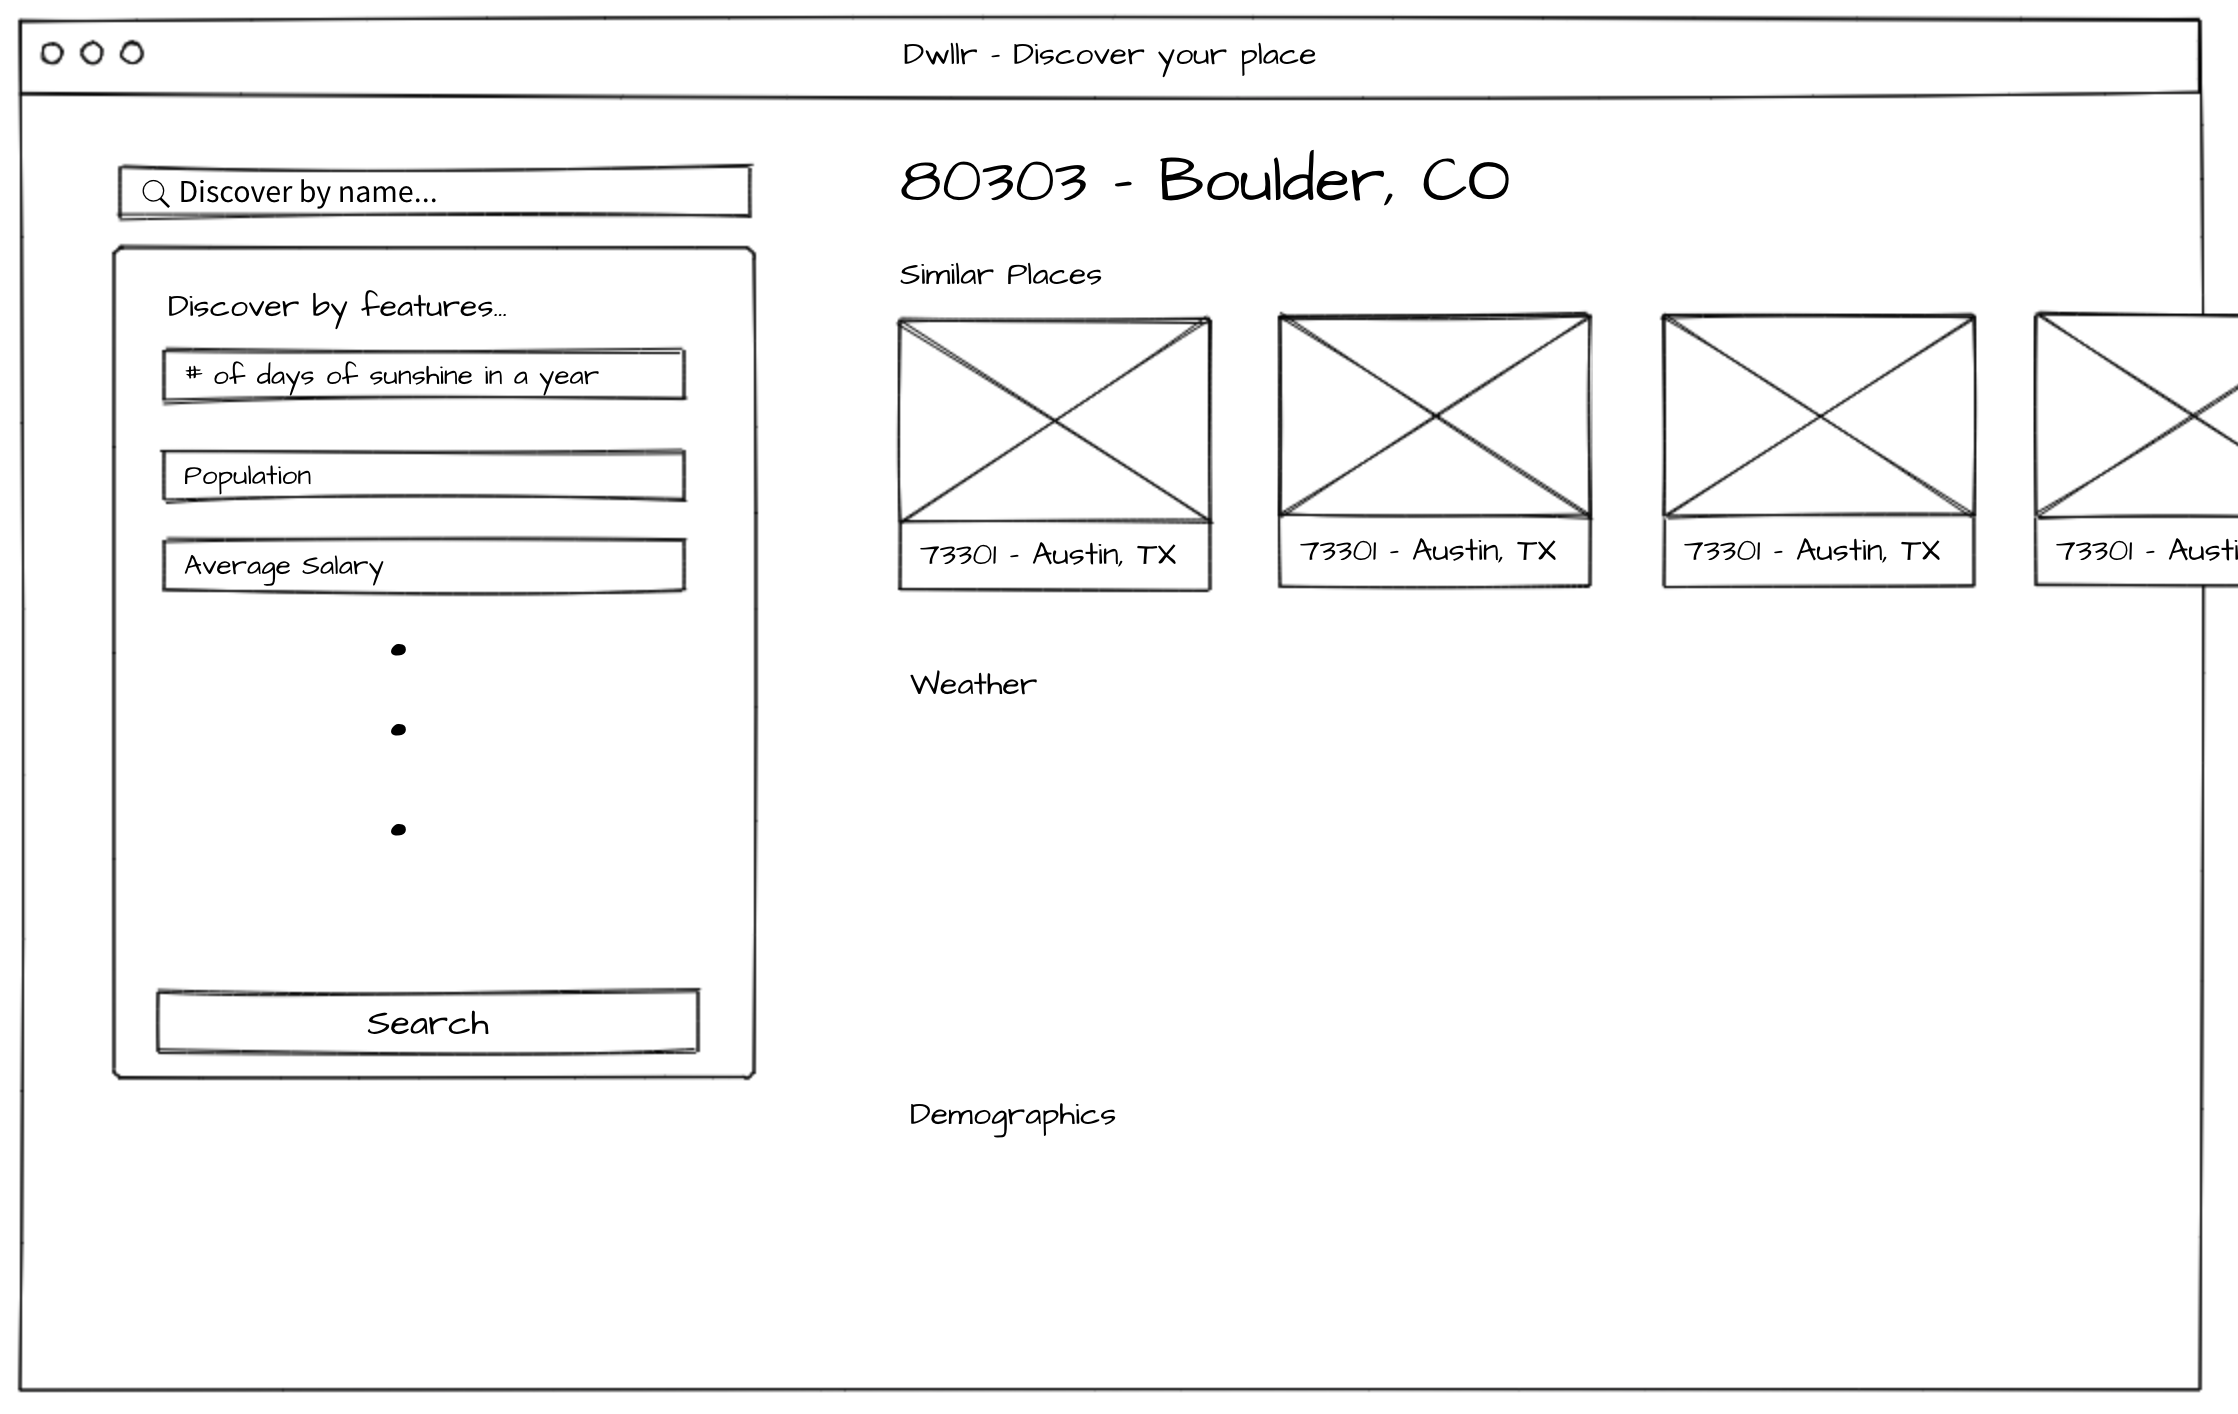 Dwllr - Discover your place
Discover by name...
Discover by features...
# of days of sunshine in a year
Population
Average Salary
Search
80303 - Boulder, CO
Similar Places
73301 - Austin, TX
73301 - Austin, TX
73301 - Austin, TX
73301 - Austi
Weather
Demographics